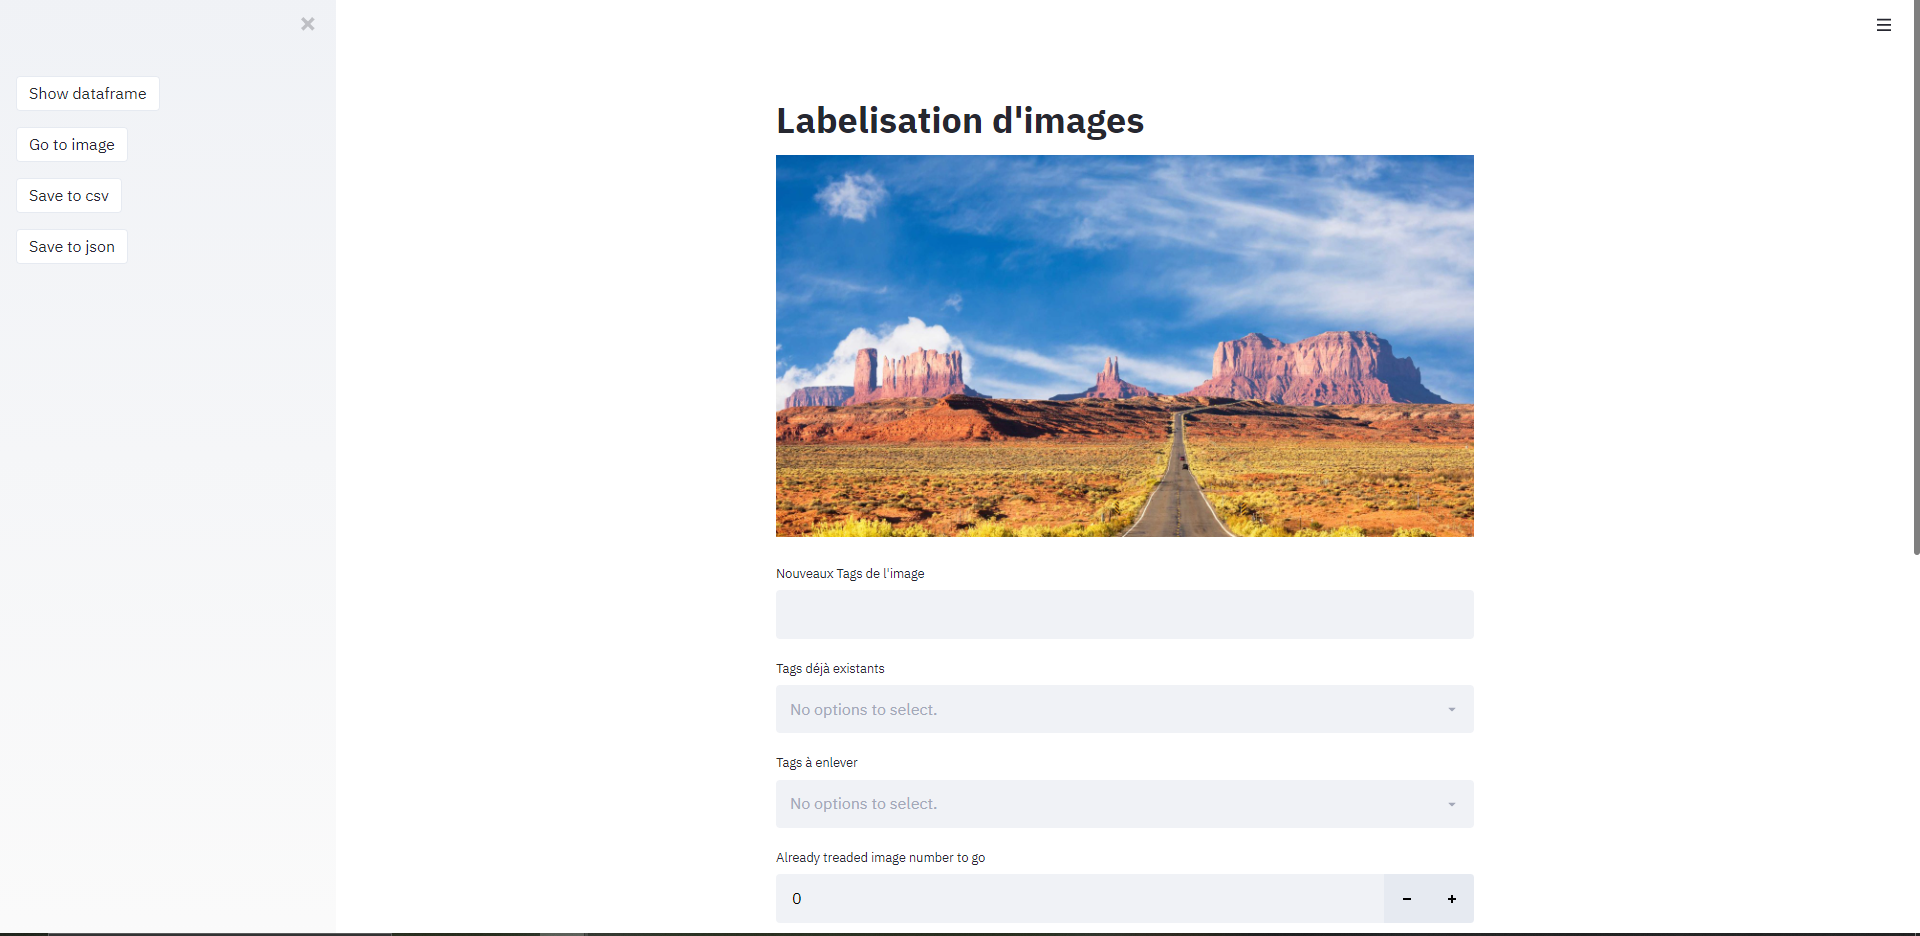 Show dataframe
Go to image
Save to csv
Save to json
Labelisation d'images
Nouveaux Tags de l'image
Tags déjà existants
No options to select.
Tags à enlever
No options to select.
Already treaded image number to go
0